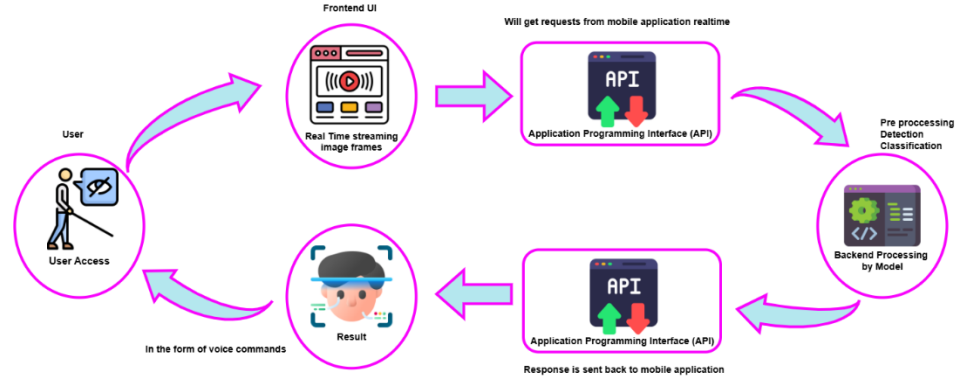 Frontend UI
Will get requests from mobile application realtime
API
Application Programming Interface (API)
Real Time streaming
image frames
User
Pre proccessing
Detection
Classification
User Access
Backend Processing
by Model
API
Application Programming Interface (API)
Result
In the form of voice commands
Response is sent back to mobile application